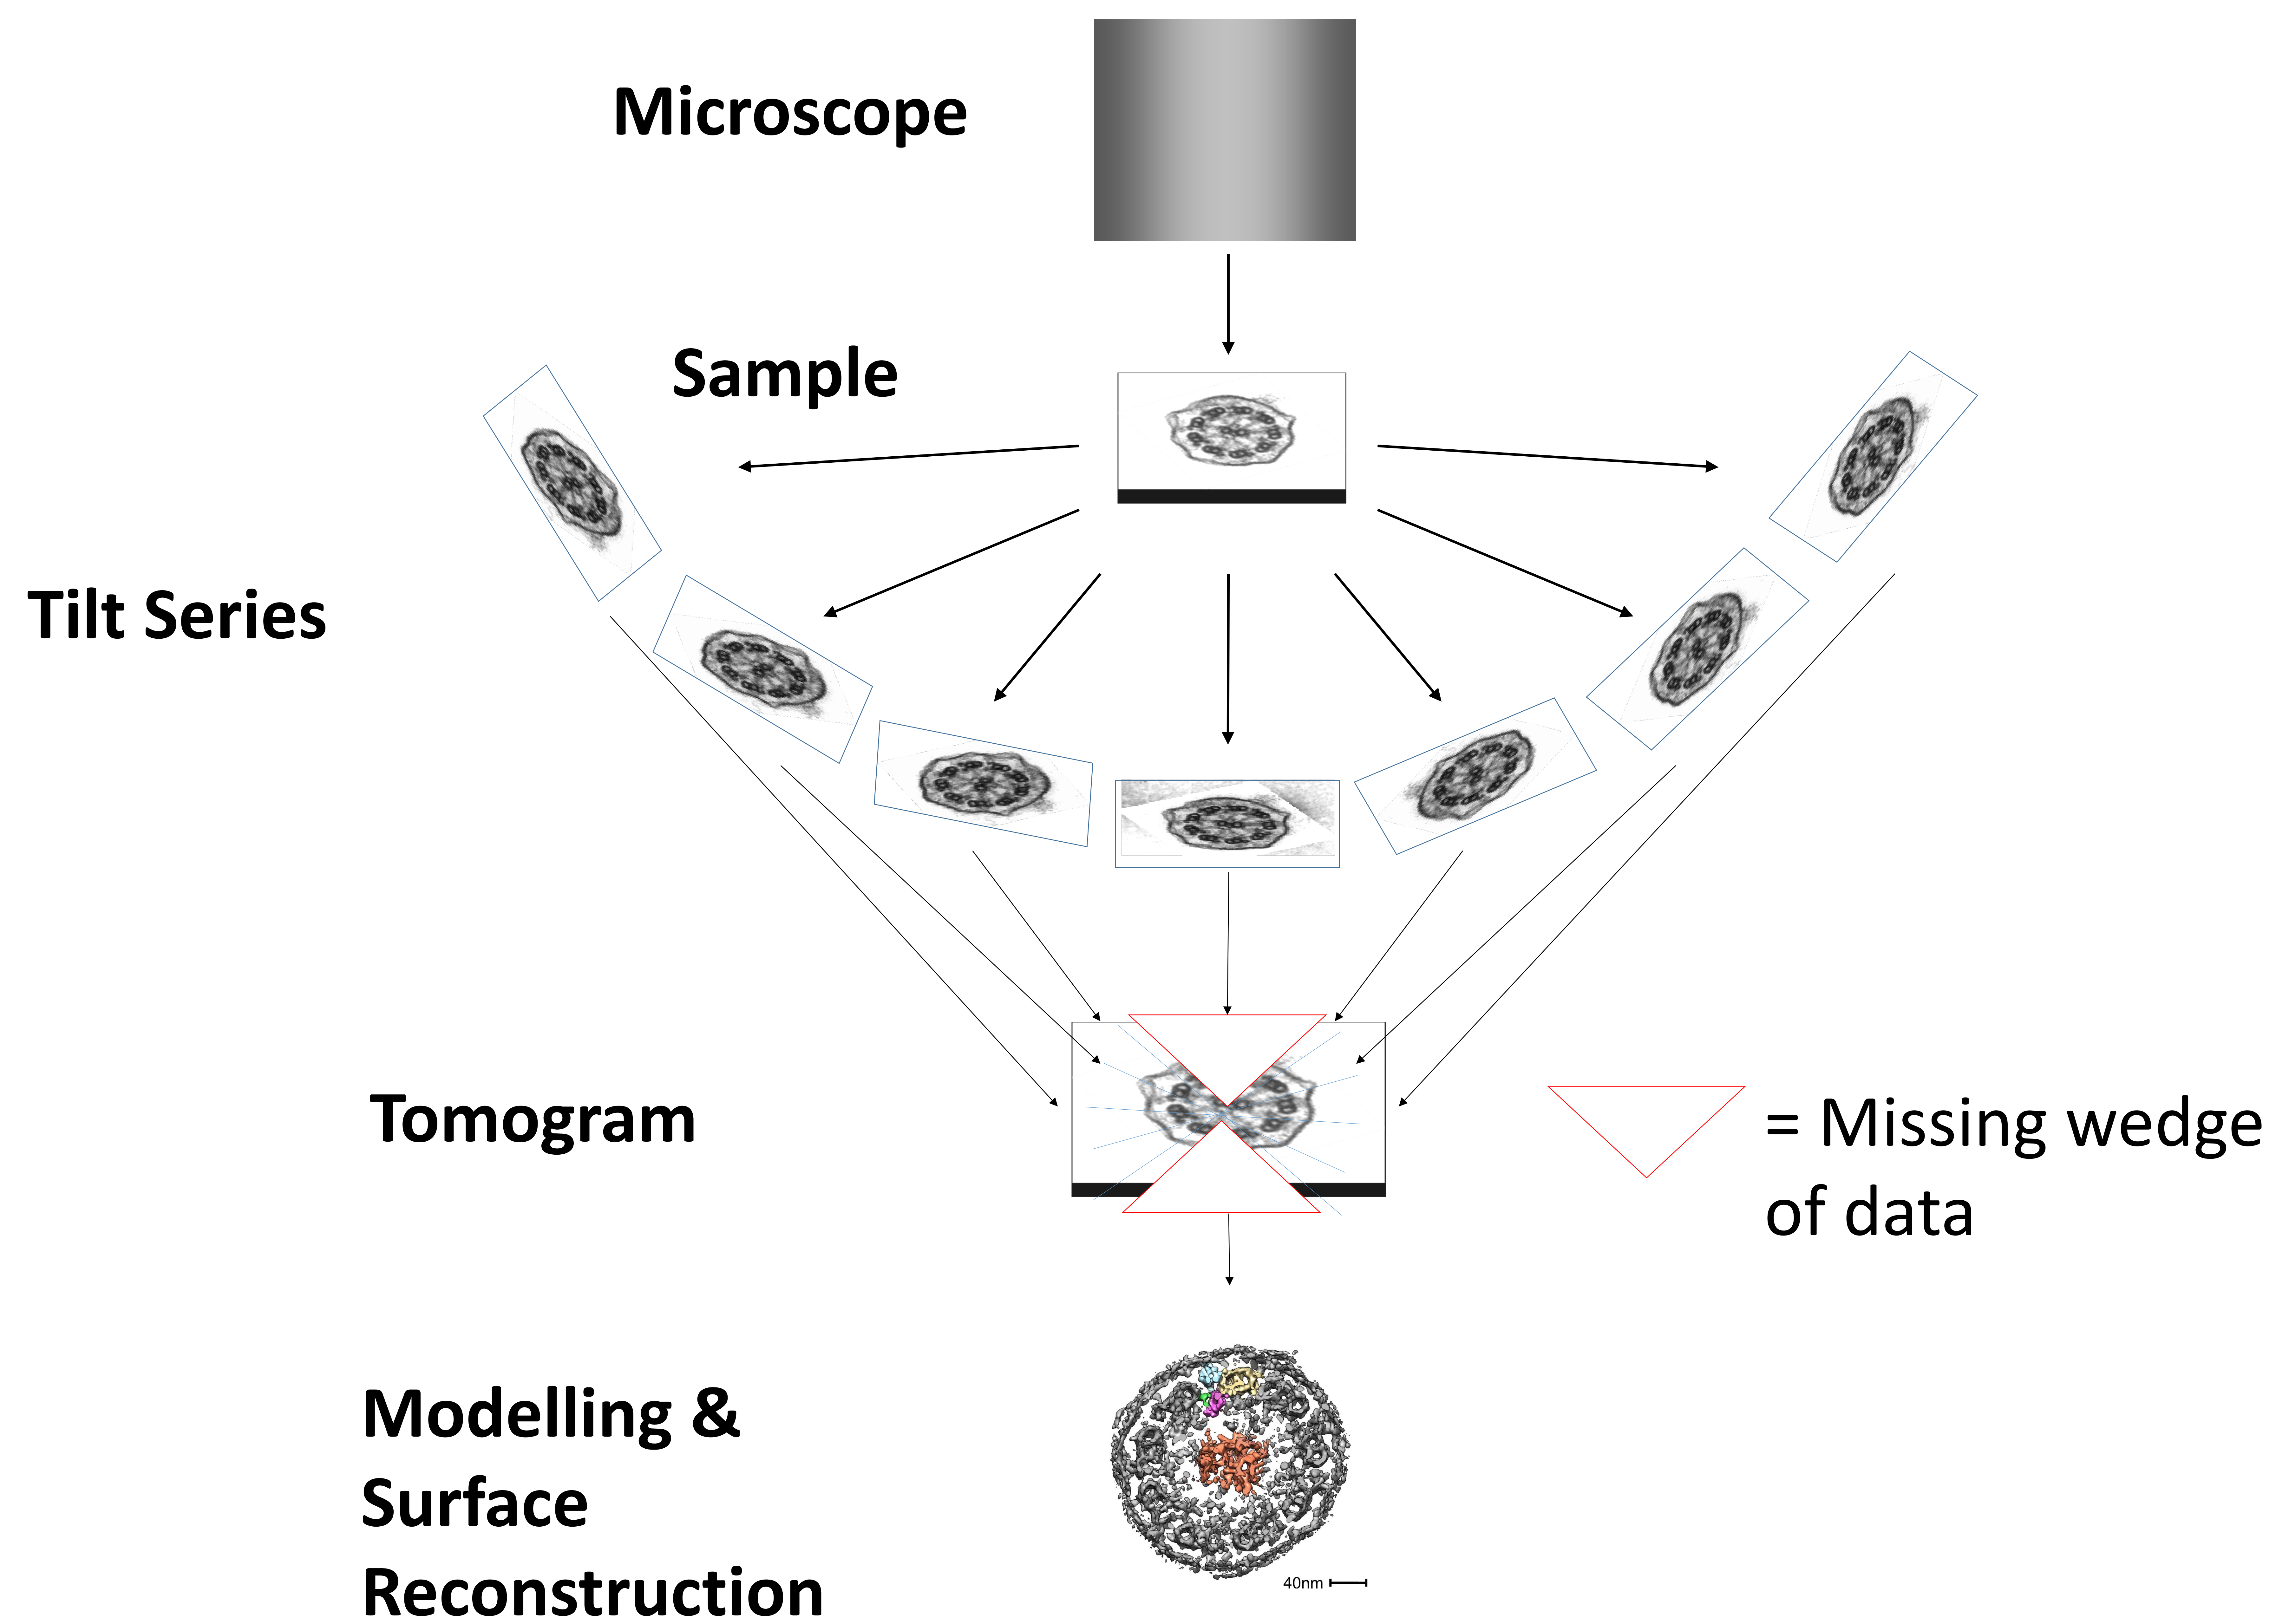 Microscope
Sample
Tilt Series
Tomogram
= Missing wedge
of data
Modelling &
Surface
Reconstruction
40nm